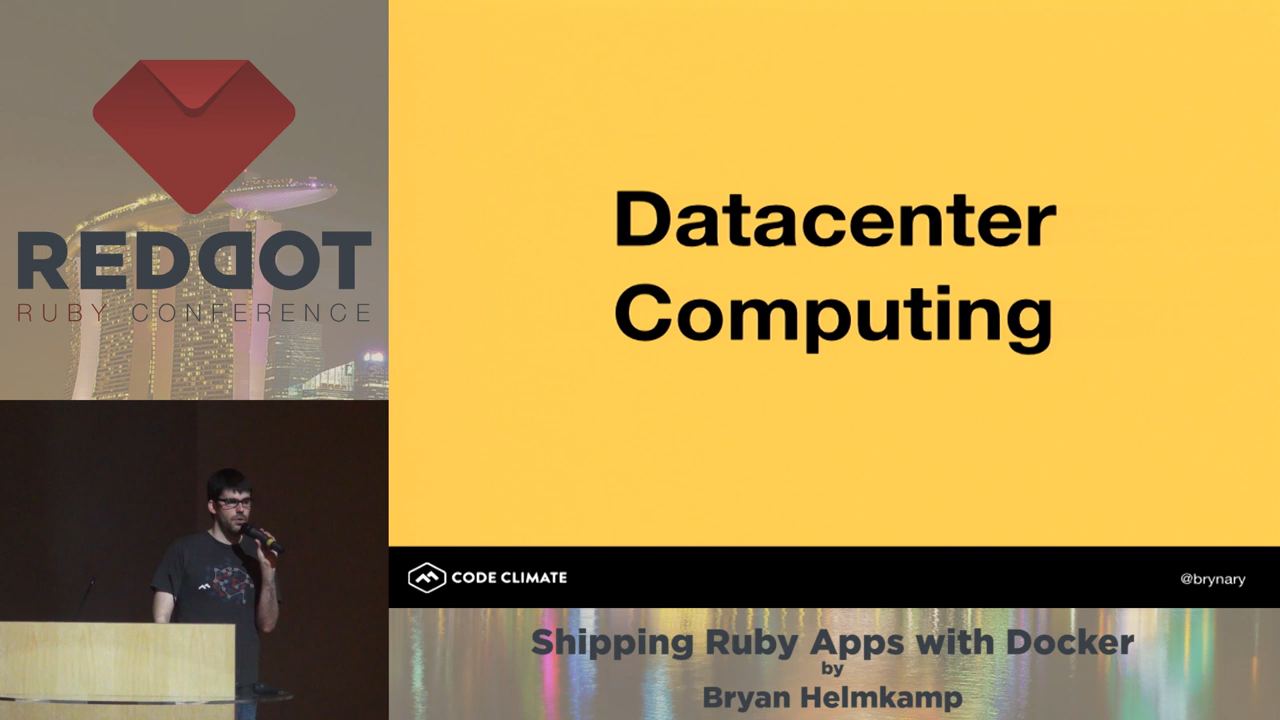 REDDOT
RUBY CONFERENCE
Datacenter
Computing
CODE CLIMATE
@brynary
Shipping Ruby Apps with Docker
by
Bryan Helmkamp